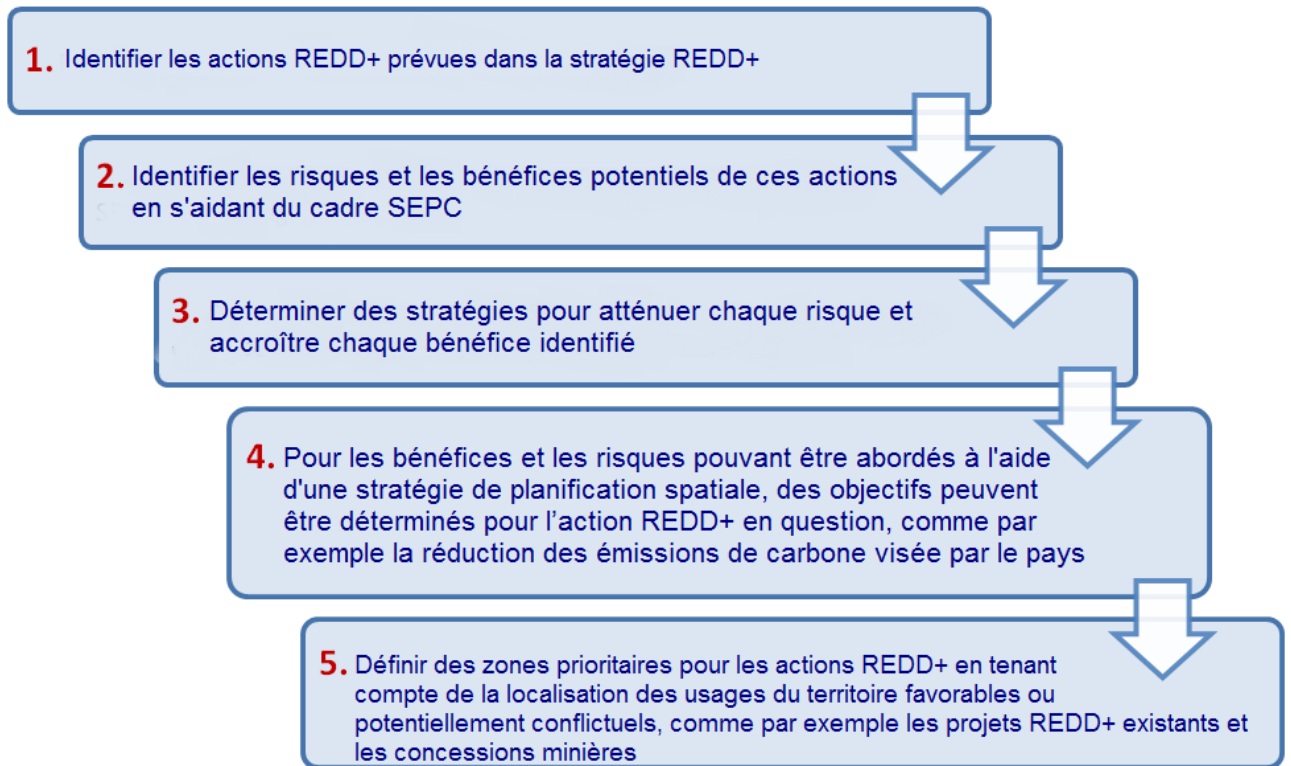 1. Identifier les actions REDD+ prévues dans la stratégie REDD+
2. Identifier les risques et les bénéfices potentiels de ces actions
en s'aidant du cadre SEPC
3. Déterminer des stratégies pour atténuer chaque risque et
accroître chaque bénéfice identifié
4. Pour les bénéfices et les risques pouvant être abordés à l'aide
d'une stratégie de planification spatiale, des objectifs peuvent
être déterminés pour l’action REDD+ en question, comme par
exemple la réduction des émissions de carbone visée par le pays
5. Définir des zones prioritaires pour les actions REDD+ en tenant
compte de la localisation des usages du territoire favorables ou
potentiellement conflictuels, comme par exemple les projets REDD+ existants et
les concessions minières